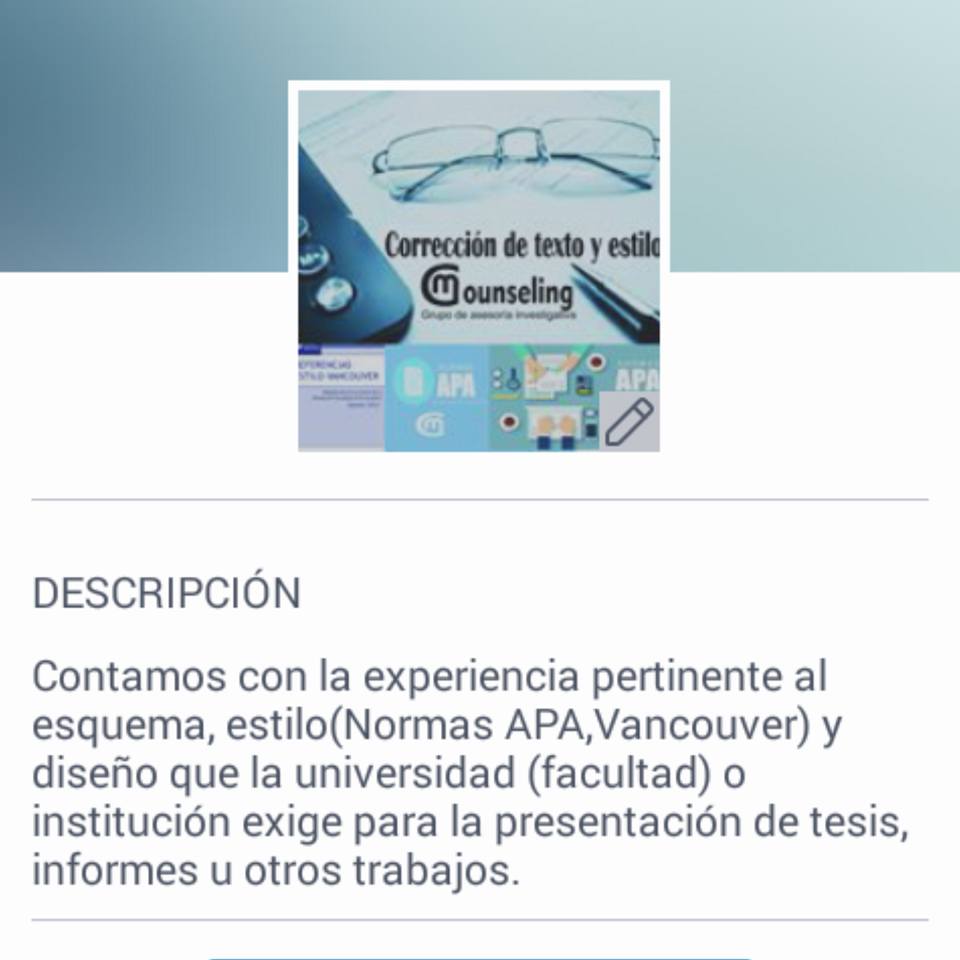 Corrección de texto y estilo
CM ounseling
Grupo de asesoría investigativa
EFERENCIAS
STILO VANCOUVER
APA
APA
DESCRIPCIÓN
Contamos con la experiencia pertinente al
esquema, estilo(Normas APA,Vancouver) y
diseño que la universidad (facultad) o
institución exige para la presentación de tesis,
informes u otros trabajos.